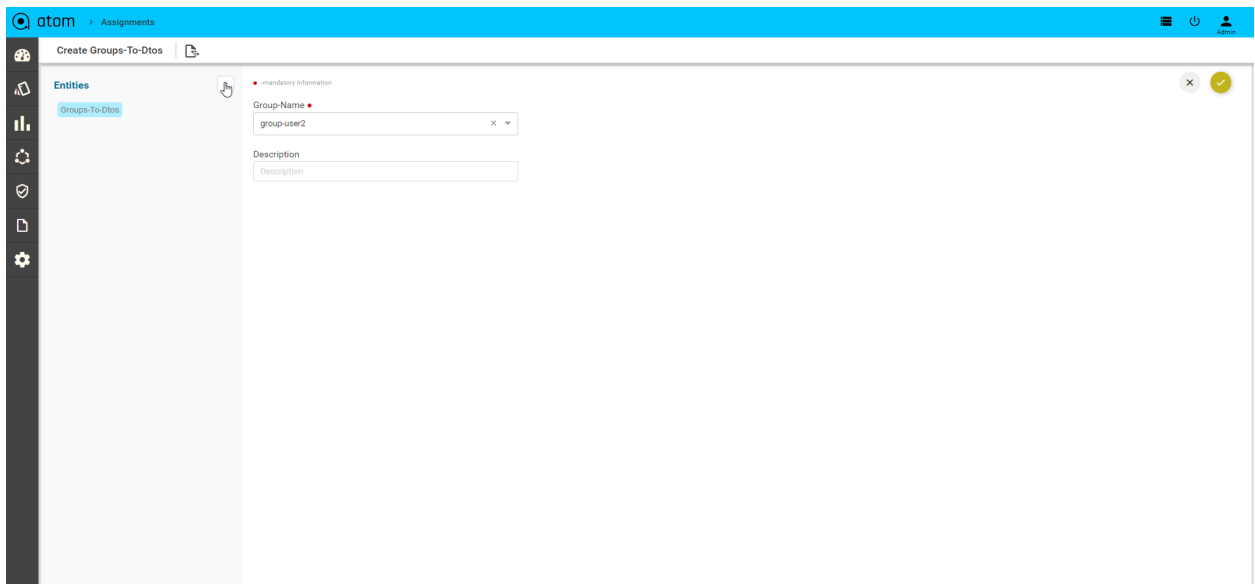 atom > Assignments
Admin
Create Groups-To-Dtos
Entities
Groups-To-Dtos
-mandatory information
Group-Name
group-user2
Description
Description